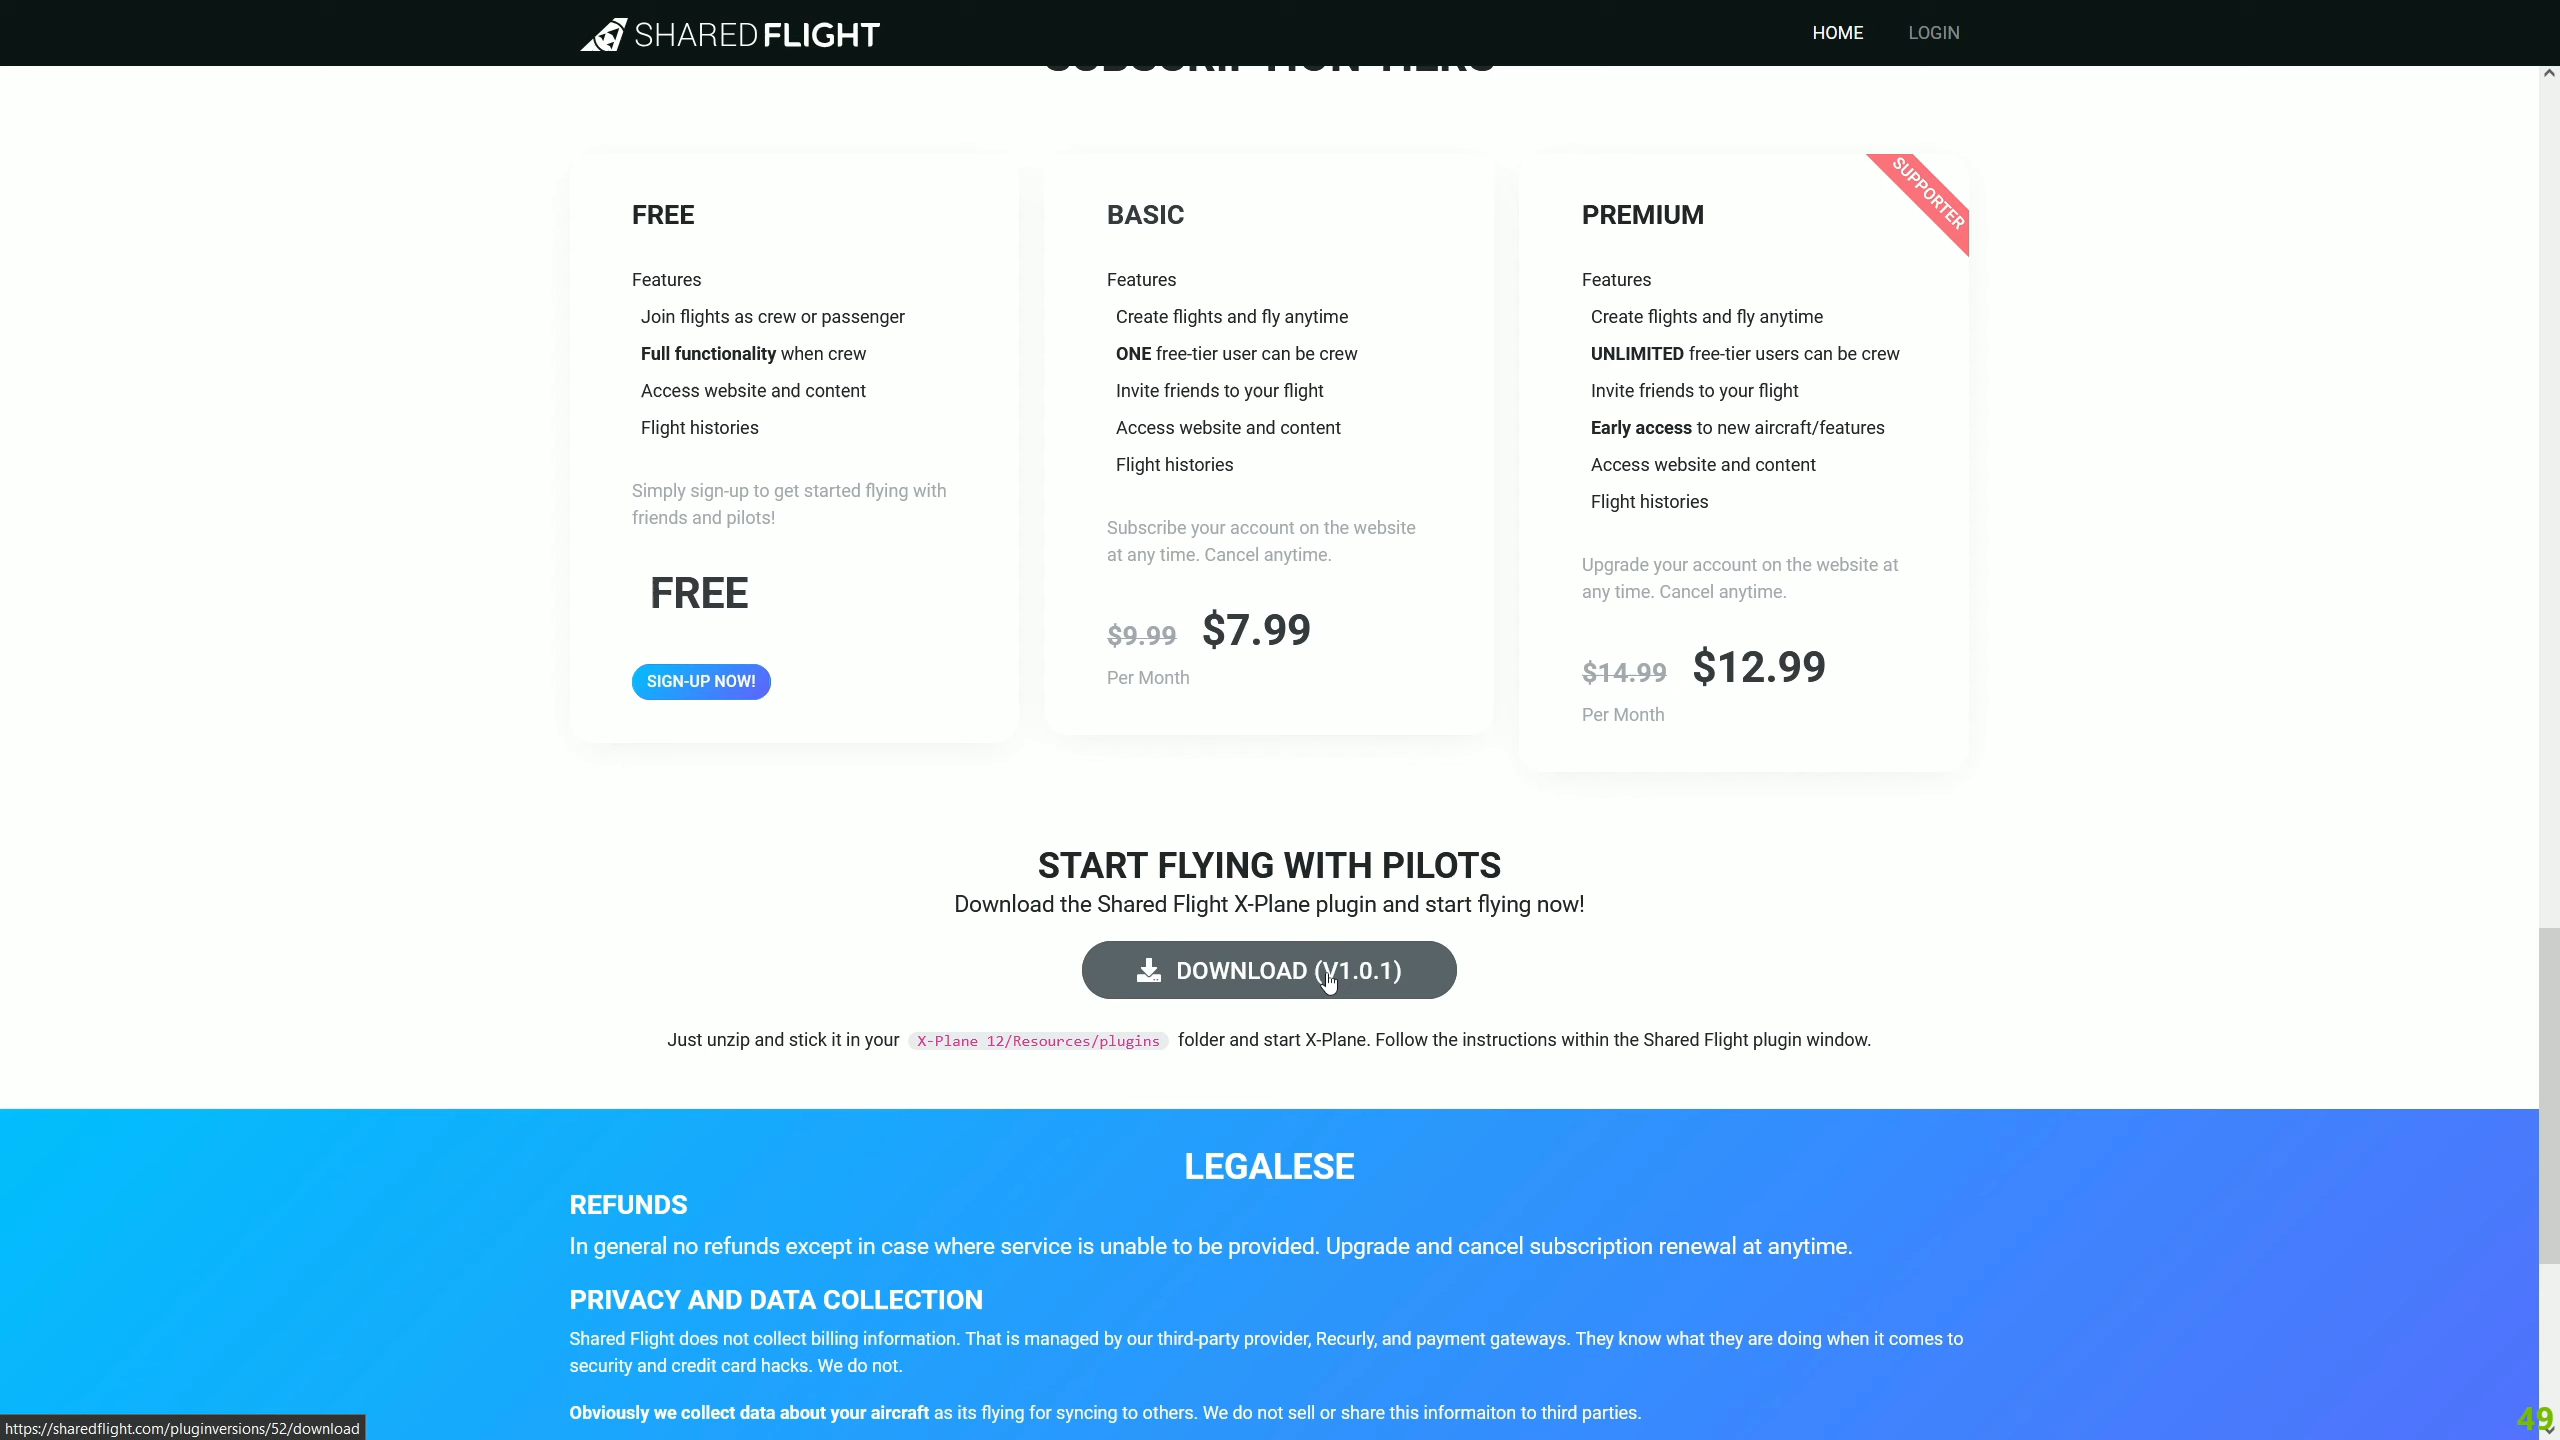 SHARED FLIGHT
HOME
LOGIN
FREE
Features
Join flights as crew or passenger
Full functionality when crew
Access website and content
Flight histories
Simply sign-up to get started flying with
friends and pilots!
FREE
SIGN-UP NOW!
BASIC
Features
Create flights and fly anytime
ONE free-tier user can be crew
Invite friends to your flight
Access website and content
Flight histories
Subscribe your account on the website
at any time. Cancel anytime.
$9.99 $7.99
Per Month
SUPPORTER
PREMIUM
Features
Create flights and fly anytime
UNLIMITED free-tier users can be crew
Invite friends to your flight
Early access to new aircraft/features
Access website and content
Flight histories
Upgrade your account on the website at
any time. Cancel anytime.
$14.99 $12.99
Per Month
START FLYING WITH PILOTS
Download the Shared Flight X-Plane plugin and start flying now!
DOWNLOAD (V1.0.1)
Just unzip and stick it in your X-Plane 12/Resources/plugins folder and start X-Plane. Follow the instructions within the Shared Flight plugin window.
LEGALESE
REFUNDS
In general no refunds except in case where service is unable to be provided. Upgrade and cancel subscription renewal at anytime.
PRIVACY AND DATA COLLECTION
Shared Flight does not collect billing information. That is managed by our third-party provider, Recurly, and payment gateways. They know what they are doing when it comes to
security and credit card hacks. We do not.
Obviously we collect data about your aircraft as its flying for syncing to others. We do not sell or share this informaiton to third parties.
https://sharedflight.com/pluginversions/52/download
49